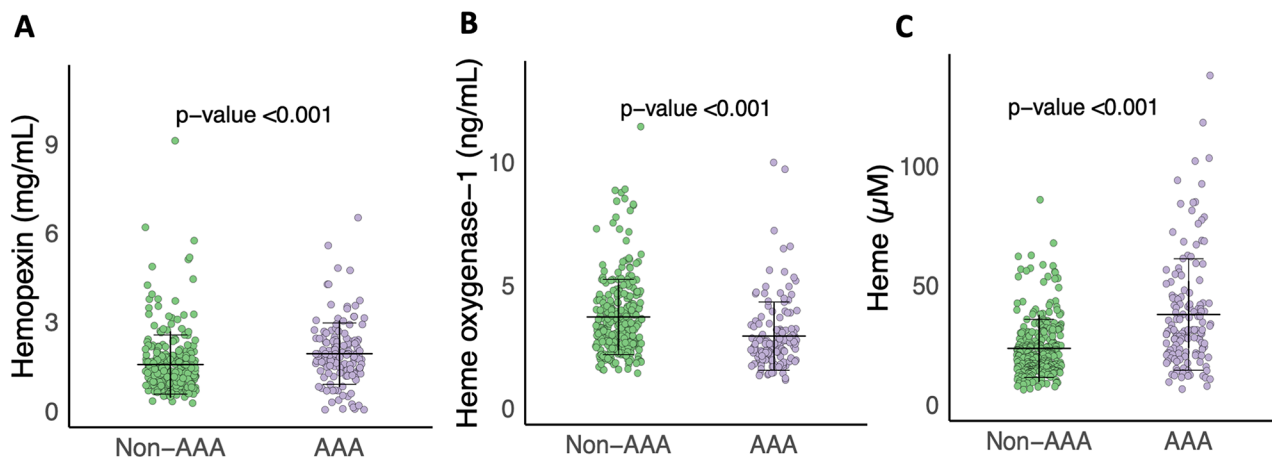 A
Hemopexin (mg/mL)
p-value <0.001
9
6
3
0
Non-AAA
AAA
B
Heme oxygenase-1 (ng/mL)
p-value <0.001
10
5
0
Non-AAA
AAA
C
Heme (µM)
p-value <0.001
100
50
0
Non-AAA
AAA